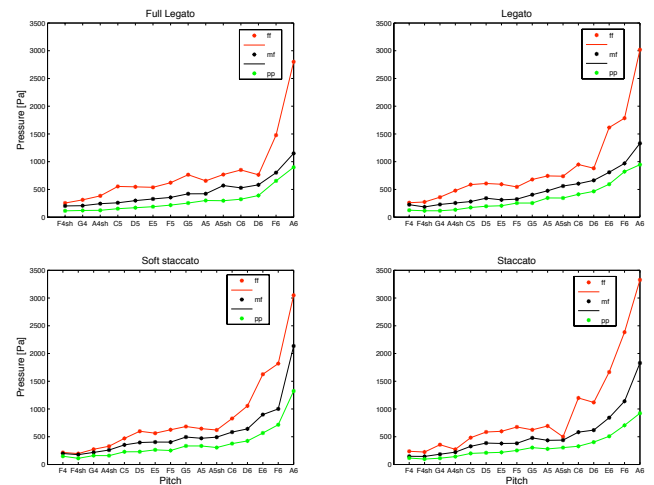 Full Legato
Legato
3500
3000
2500
2000
1500
1000
500
0
Pressure [Pa]
ff
mf
pp
F4sh G4 A4sh C5 D5 E5 F5 G5 A5 A5sh C6 D6 F6 A6
3500
3000
2500
2000
1500
1000
500
0
ff
mf
pp
F4 F4sh G4 A4sh C5 D5 E5 F5 G5 A5 A5sh C6 D6 E6 F6 A6
Soft staccato
Staccato
3500
3000
2500
2000
1500
1000
500
0
Pressure [Pa]
ff
mf
pp
F4 F4sh G4 A4sh C5 D5 E5 F5 G5 A5 A5sh C6 D6 E6 F6 A6
Pitch
3500
3000
2500
2000
1500
1000
500
0
ff
mf
pp
F4 F4sh G4 A4sh C5 D5 E5 F5 G5 A5 A5sh C6 D6 E6 F6 A6
Pitch